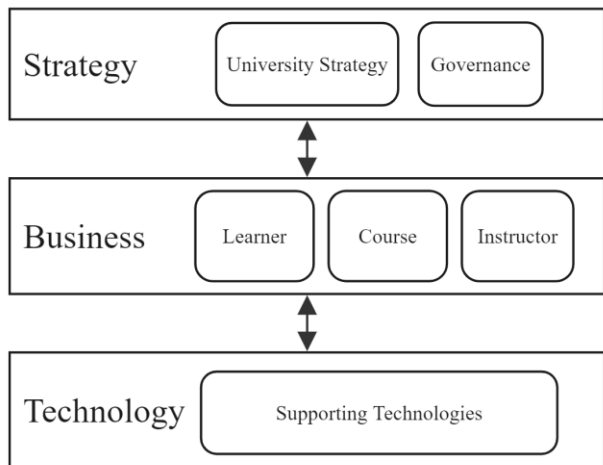 Strategy
University Strategy
Governance
Business
Learner
Course
Instructor
Technology
Supporting Technologies